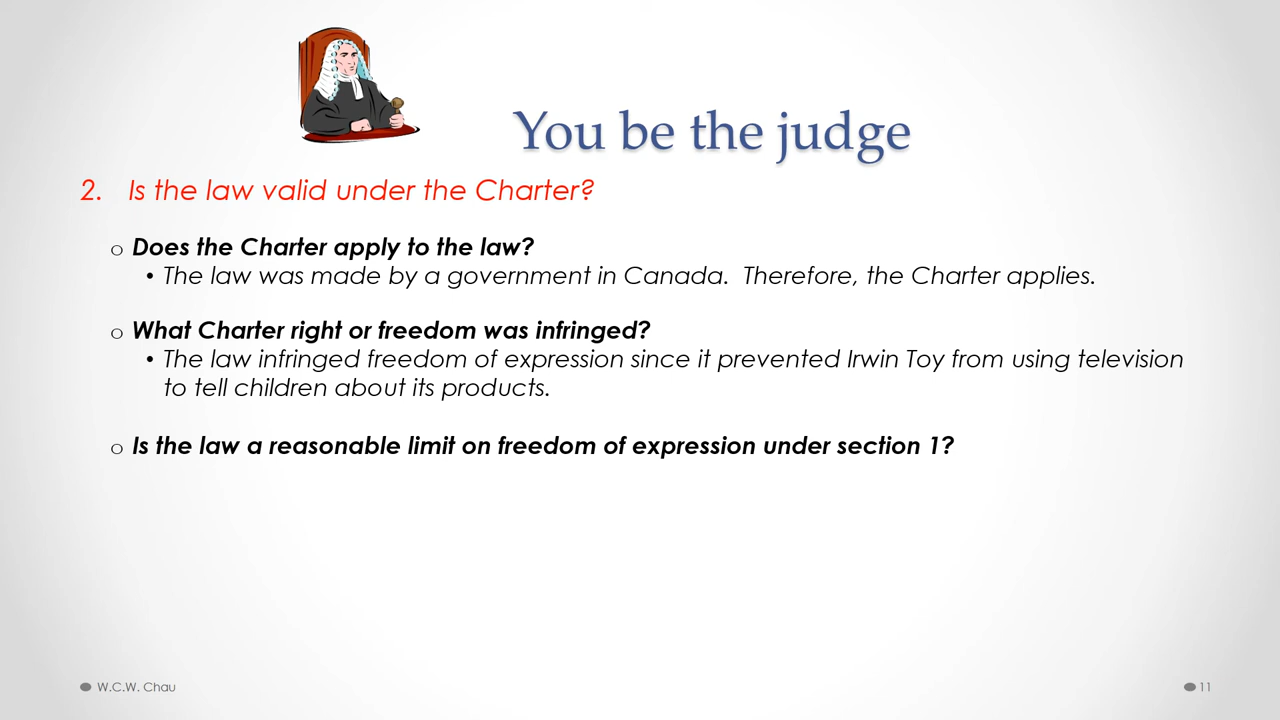 You be the judge
2. Is the law valid under the Charter?
o Does the Charter apply to the law?
• The law was made by a government in Canada.  Therefore, the Charter applies.
o What Charter right or freedom was infringed?
• The law infringed freedom of expression since it prevented Irwin Toy from using television
to tell children about its products.
o Is the law a reasonable limit on freedom of expression under section 1?
W.C.W. Chau
11